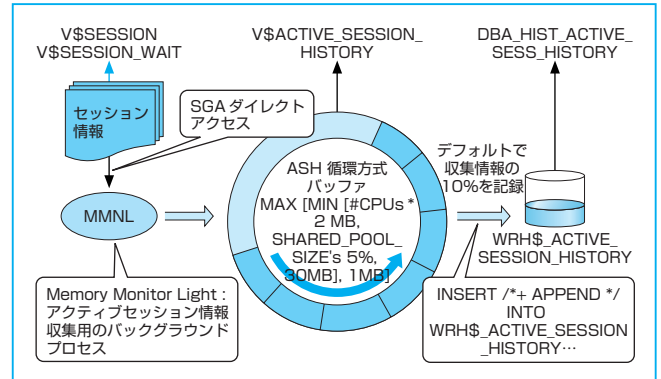 V$SESSION
V$SESSION_WAIT
V$ACTIVE_SESSION_
HISTORY
DBA_HIST_ACTIVE_
SESS_HISTORY
セッション
情報
SGA ダイレクト
アクセス
MMNL
ASH 循環方式
バッファ
MAX [MIN [#CPUs *
2 MB,
SHARED_POOL_
SIZE's 5%,
30MB], 1MB]
デフォルトで
収集情報の
10%を記録
WRH$_ACTIVE_
SESSION_HISTORY
Memory Monitor Light :
アクティブセッション情報
収集用のバックグラウンド
プロセス
INSERT /*+ APPEND */
INTO
WRH$_ACTIVE_SESSION
_HISTORY…